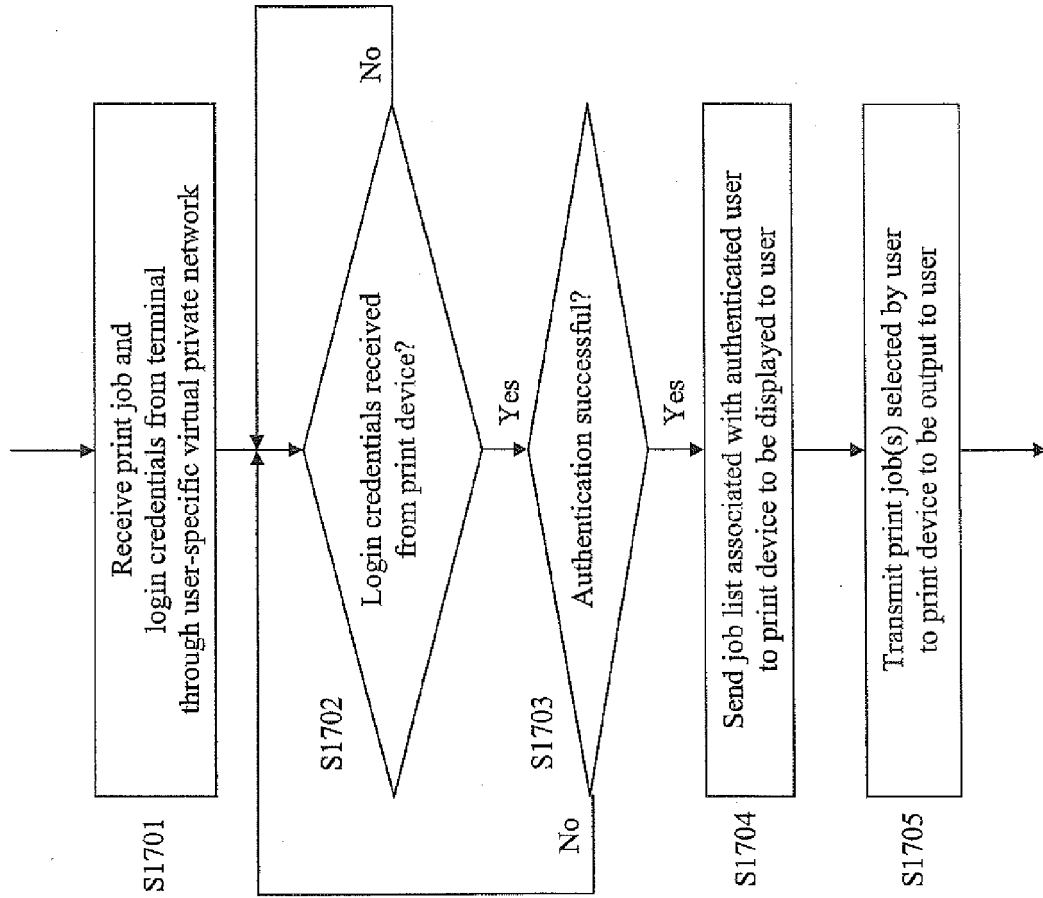 S1701
Receive print job and
login credentials from terminal
through user-specific virtual private network
S1702
Login credentials received
from print device?
No
Yes
S1703
Authentication successful?
No
Yes
S1704
Send job list associated with authenticated user
to print device to be displayed to user
S1705
Transmit print job(s) selected by user
to print device to be output to user